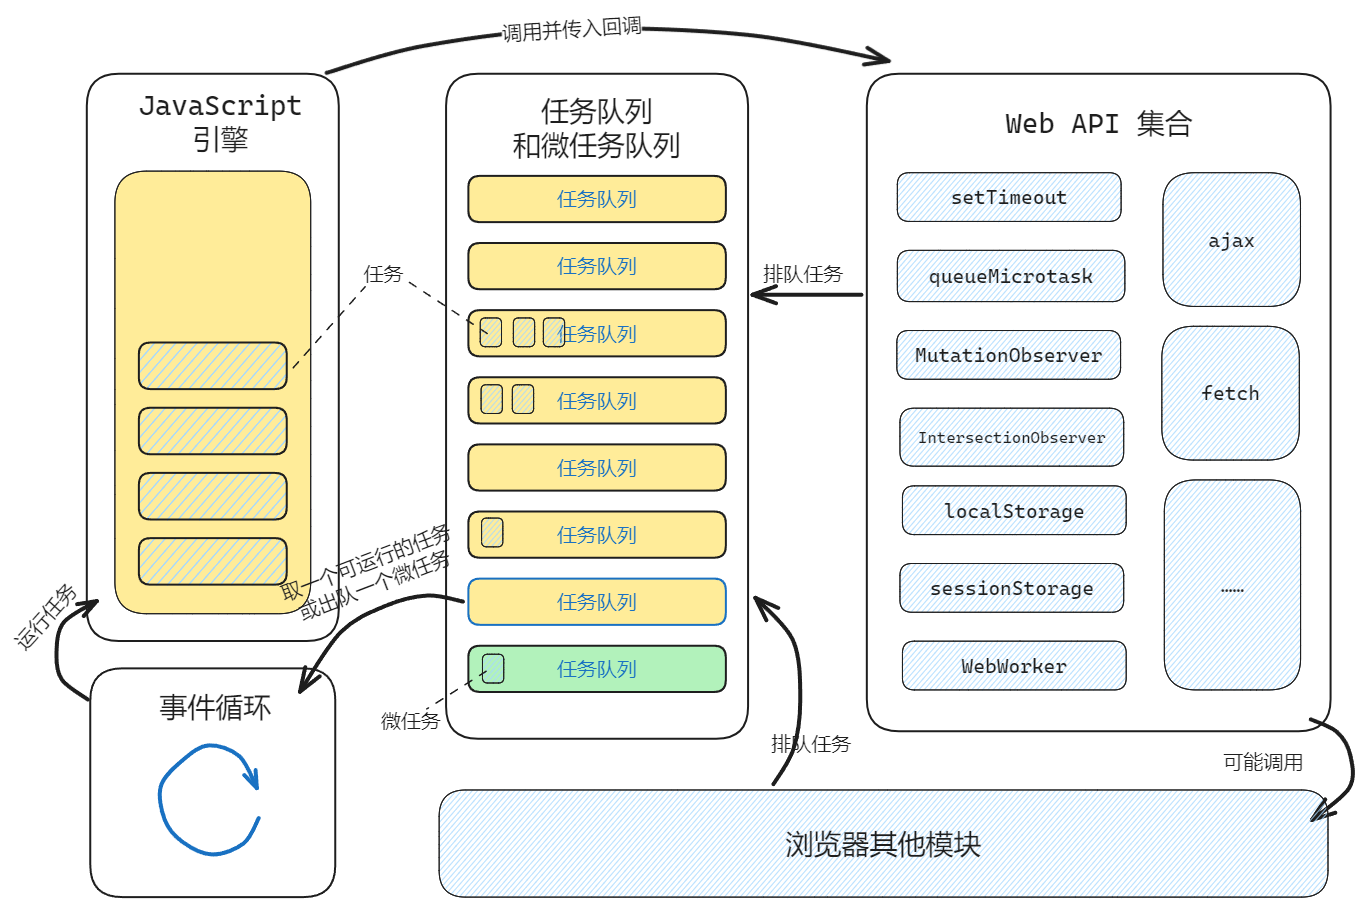 调用并传入回调
JavaScript
引擎
任务队列
和微任务队列
Web API 集合
任务队列
任务队列
任务队列
任务队列
任务队列
任务队列
任务队列
任务队列
任务
排队任务
setTimeout
queueMicrotask
MutationObserver
IntersectionObserver
localStorage
sessionStorage
WebWorker
ajax
fetch
......
取一个可运行的任务
或出队一个微任务
运行任务
事件循环
微任务
排队任务
可能调用
浏览器其他模块